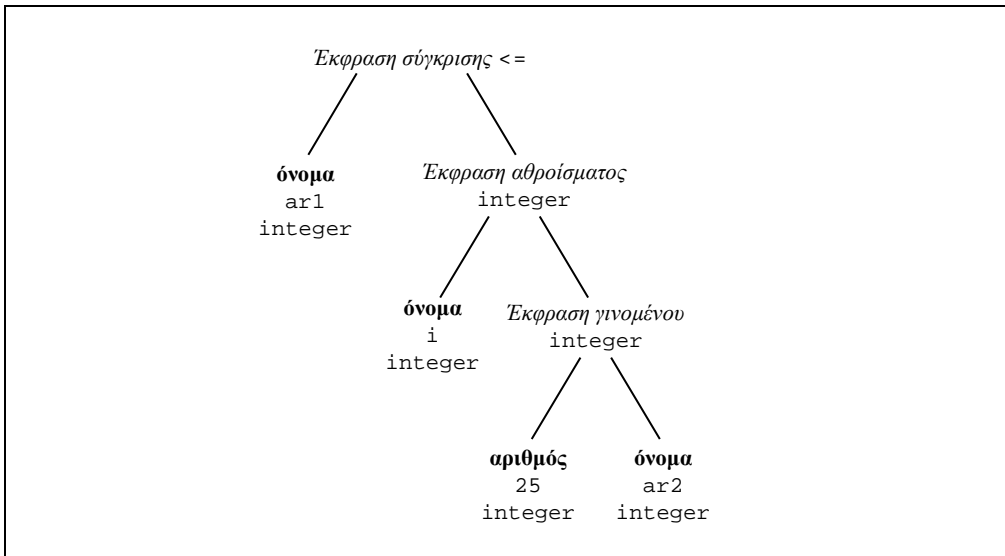 Έκφραση σύγκρισης <=
όνομα
ar1
integer
Έκφραση αθροίσματος
integer
όνομα
i
integer
Έκφραση γινομένου
integer
αριθμός
25
integer
όνομα
ar2
integer